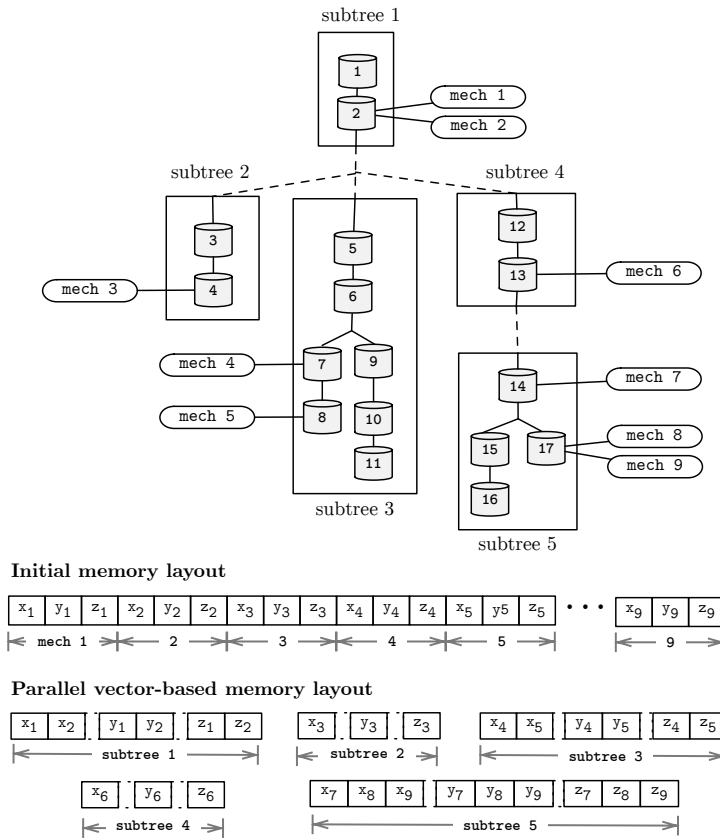 subtree 1
1
mech 1
2
mech 2
subtree 2
subtree 4
3
5
12
4
mech 3
6
13
mech 6
mech 4
7
9
14
mech 7
mech 5
8
10
15
17
mech 8
11
mech 9
16
subtree 3
subtree 5
Initial memory layout
x1 y1 z1 x2 y2 z2 x3 y3 z3 x4 y4 z4 x5 y5 z5 ... x9 y9 z9
mech 1 2 3 4 5 9
Parallel vector-based memory layout
x1 x2 y1 y2 z1 z2 x3 y3 z3 x4 x5 y4 y5 z4 z5
subtree 1 subtree 2 subtree 3
x6 y6 z6 x7 x8 x9 y7 y8 y9 z7 z8 z9
subtree 4 subtree 5